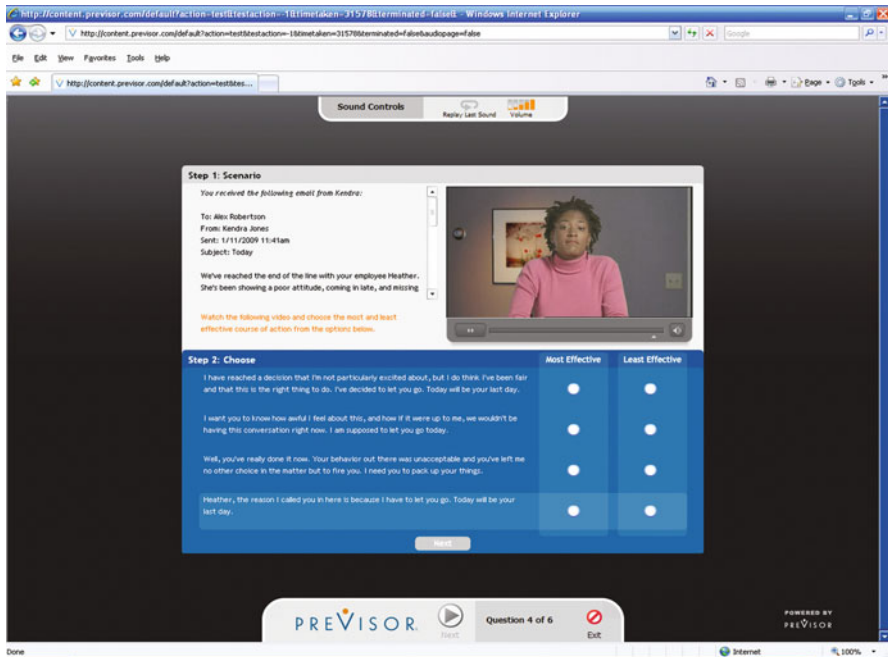 http://content.previsor.com/default?action=test&testaction=-1&timetaken=31578&terminated=false& - Windows Internet Explorer
http://content.previsor.com/default?action=test&testaction=-1&timetaken=31578&terminated=false&audiopage=false
Google
File Edit View Favorites Tools Help
http://content.previsor.com/default?action=test&tes...
Page Tools
Sound Controls
Replay Last Sound Volume
Step 1: Scenario
You received the following email from Kendra:
To: Alex Robertson
From: Kendra Jones
Sent: 1/11/2009 11:41am
Subject: Today
We've reached the end of the line with your employee Heather.
She's been showing a poor attitude, coming in late, and missing
Watch the following video and choose the most and least
effective course of action from the options below.
Step 2: Choose Most Effective Least Effective
I have reached a decision that I'm not particularly excited about, but I do think I've been fair
and that this is the right thing to do. I've decided to let you go. Today will be your last day.
I want you to know how awful I feel about this, and how if it were up to me, we wouldn't be
having this conversation right now. I am supposed to let you go today.
Well, you've really done it now. Your behavior out there was unacceptable and you've left me
no other choice in the matter but to fire you. I need you to pack up your things.
Heather, the reason I called you in here is because I have to let you go. Today will be your
last day.
Next
PREVISOR.
Next
Question 4 of 6
Exit
POWERED BY
PREVISOR
Done Internet 100%